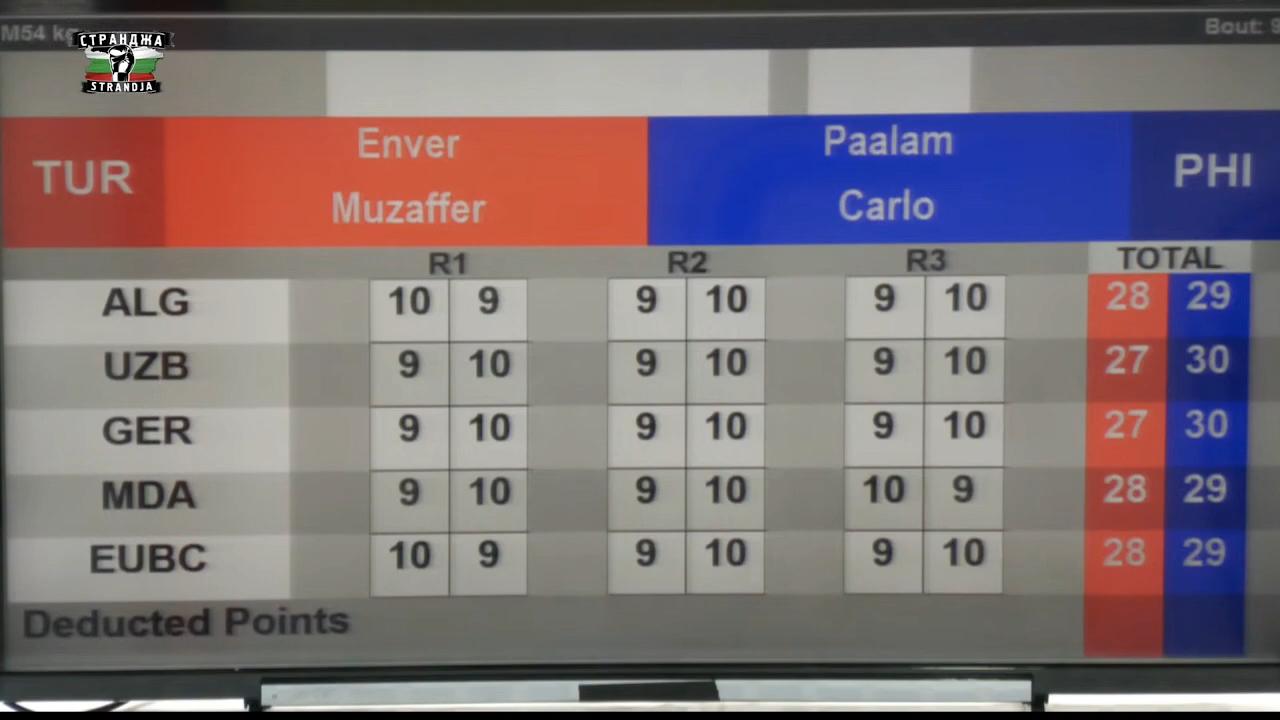 M54 kg
Bout: 9
СТРАНДЖА
STRANDJA
TUR
Enver
Muzaffer
Paalam
Carlo
PHI
R1 R2 R3 TOTAL
ALG 10 9 9 10 9 10 28 29
UZB 9 10 9 10 9 10 27 30
GER 9 10 9 10 9 10 27 30
MDA 9 10 9 10 10 9 28 29
EUBC 10 9 9 10 9 10 28 29
Deducted Points